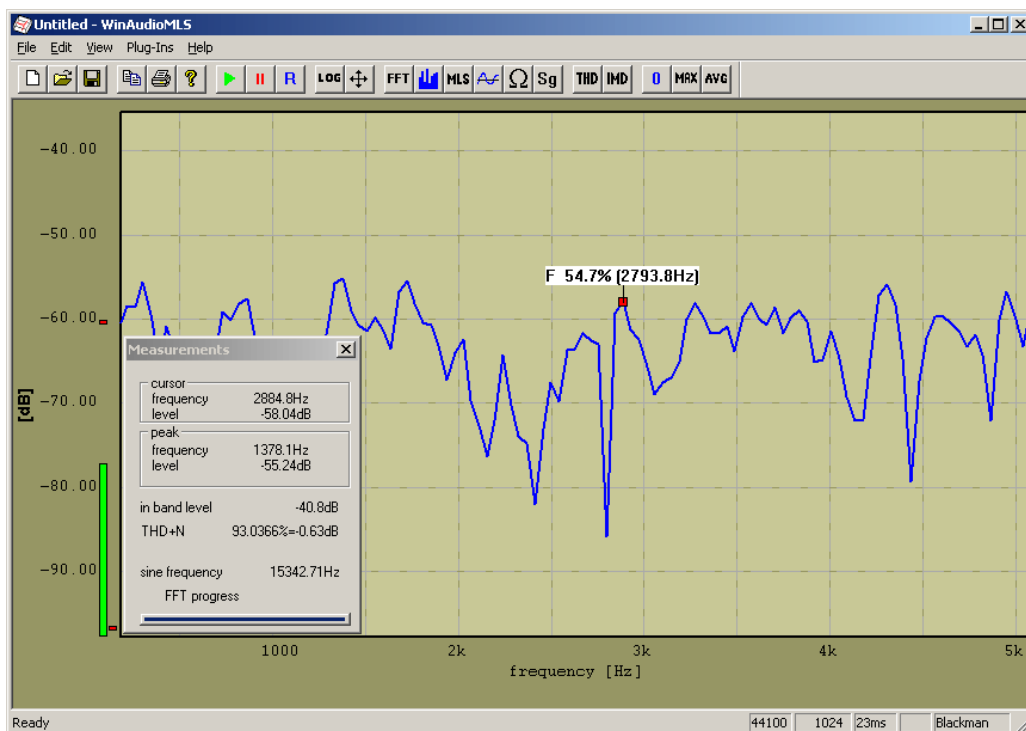 Untitled - WinAudioMLS
File Edit View Plug-Ins Help
LOG FFT MLS Ω Sg THD IMD 0 MAX AVG
R
-40.00
-50.00
-60.00
-70.00
-80.00
-90.00
[dB]
F 54.7% (2793.8Hz)
Measurements
cursor
frequency 2884.8Hz
level -58.04dB
peak
frequency 1378.1Hz
level -55.24dB
in band level -40.8dB
THD+N 93.0366%=-0.63dB
sine frequency 15342.71Hz
FFT progress
1000 2k 3k 4k 5k
frequency [Hz]
Ready 44100 1024 23ms Blackman